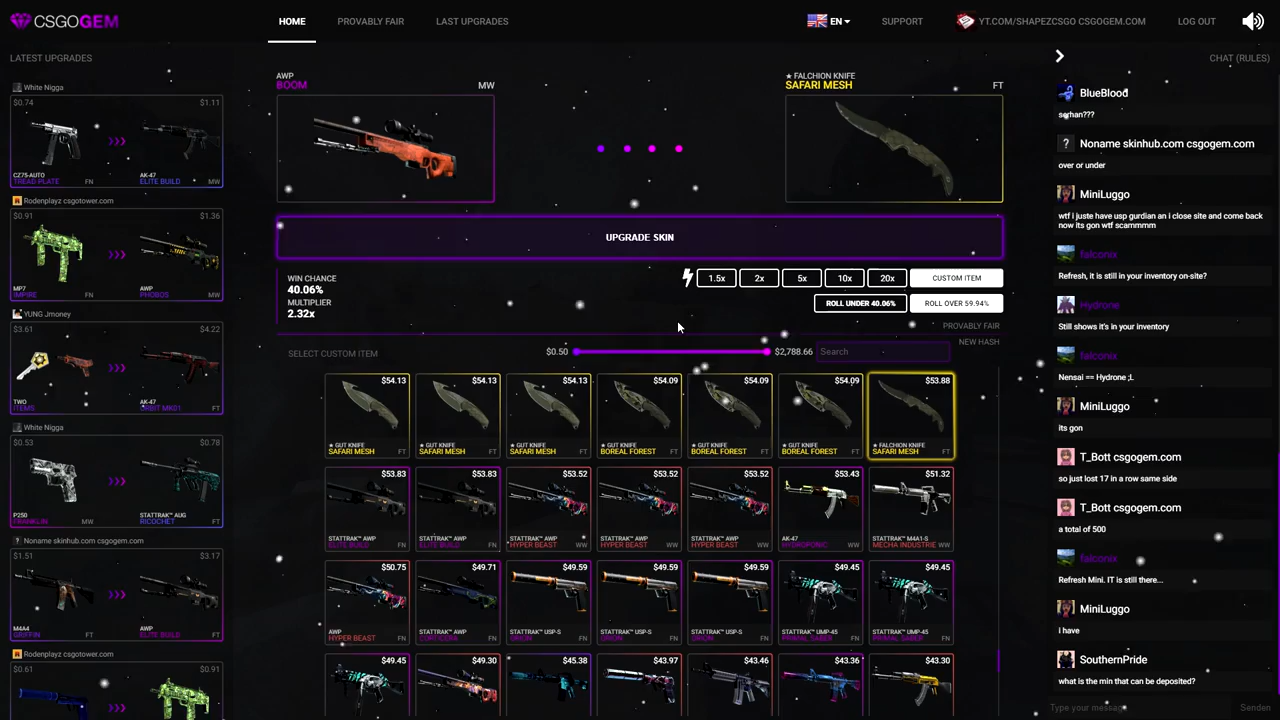 CSGOGEM
HOME
PROVABLY FAIR
LAST UPGRADES
EN
SUPPORT
YT.COM/SHAPEZCSGO CSGOGEM.COM
LOG OUT
LATEST UPGRADES
White Nigga
$0.74 $1.11
CZ75-AUTO
TREAD PLATE FN
AK-47
ELITE BUILD MW
Rodenplayz csgotower.com
$0.91 $1.36
MP7
IMPIRE FN
AUG
PHOBOS MW
YUNG Jmoney
$3.61 $4.22
TWO
ITEMS
AK-47
ORBIT MK01 FT
White Nigga
$0.53 $0.78
P250
FRANKLIN MW
STATTRAK™ AUG
RICOCHET FT
Noname skinhub.com csgogem.com
$1.51 $3.17
M4A4
GRIFFIN FT
AWP
ELITE BUILD FT
Rodenplayz csgotower.com
$0.61 $0.91
AWP
BOOM MW
★ FALCHION KNIFE
SAFARI MESH FT
UPGRADE SKIN
WIN CHANCE
40.06%
MULTIPLIER
2.32x
1.5x 2x 5x 10x 20x CUSTOM ITEM
ROLL UNDER 40.06% ROLL OVER 59.94%
PROVABLY FAIR
NEW HASH
SELECT CUSTOM ITEM
$0.50 $2,788.66 Search
$54.13 $54.13 $54.13 $54.09 $54.09 $54.09 $53.88
★ GUT KNIFE ★ GUT KNIFE ★ GUT KNIFE ★ GUT KNIFE ★ GUT KNIFE ★ GUT KNIFE ★ FALCHION KNIFE
SAFARI MESH FT SAFARI MESH FT SAFARI MESH FT BOREAL FOREST FT BOREAL FOREST FT BOREAL FOREST FT SAFARI MESH FT
$53.83 $53.83 $53.52 $53.52 $53.52 $53.43 $51.32
STATTRAK™ AWP STATTRAK™ AWP STATTRAK™ AWP STATTRAK™ AWP STATTRAK™ AWP AK-47 STATTRAK™ M4A1-S
ELITE BUILD FN ELITE BUILD FN HYPER BEAST WW HYPER BEAST WW HYPER BEAST WW HYDROPONIC WW MECHA INDUSTRIE WW
$50.75 $49.71 $49.59 $49.59 $49.59 $49.45 $49.45
AWP STATTRAK™ AWP STATTRAK™ USP-S STATTRAK™ USP-S STATTRAK™ USP-S STATTRAK™ UMP-45 STATTRAK™ UMP-45
HYPER BEAST FN CORTICERA FN ORION FN ORION FN ORION FN PRIMAL SABER FN PRIMAL SABER FN
$49.45 $49.30 $45.38 $43.97 $43.46 $43.36 $43.30
CHAT (RULES)
BlueBlood
serhan???
Noname skinhub.com csgogem.com
over or under
MiniLuggo
wtf i juste have usp gurdian an i close site and come back
now its gon wtf scammmm
falconix
Refresh, it is still in your inventory on-site?
Hydrone
Still shows it's in your inventory
falconix
Nensai == Hydrone ;L
MiniLuggo
its gon
T_Bott csgogem.com
so just lost 17 in a row same side
T_Bott csgogem.com
a total of 500
falconix
Refresh Mini. IT is still there...
MiniLuggo
i have
SouthernPride
what is the min that can be deposited?
Type your message
Senden